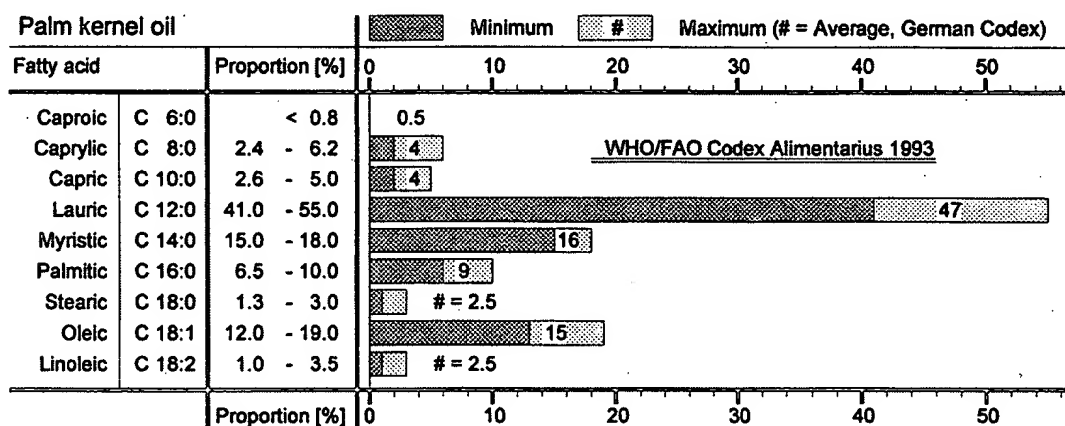 Palm kernel oil Minimum # Maximum (# = Average, German Codex)
Fatty acid Proportion [%] 0 10 20 30 40 50
Caproic C 6:0 < 0.8 0.5
Caprylic C 8:0 2.4 - 6.2 4 WHO/FAO Codex Alimentarius 1993
Capric C 10:0 2.6 - 5.0 4
Lauric C 12:0 41.0 - 55.0 47
Myristic C 14:0 15.0 - 18.0 16
Palmitic C 16:0 6.5 - 10.0 9
Stearic C 18:0 1.3 - 3.0 # = 2.5
Oleic C 18:1 12.0 - 19.0 15
Linoleic C 18:2 1.0 - 3.5 # = 2.5
Proportion [%] 0 10 20 30 40 50